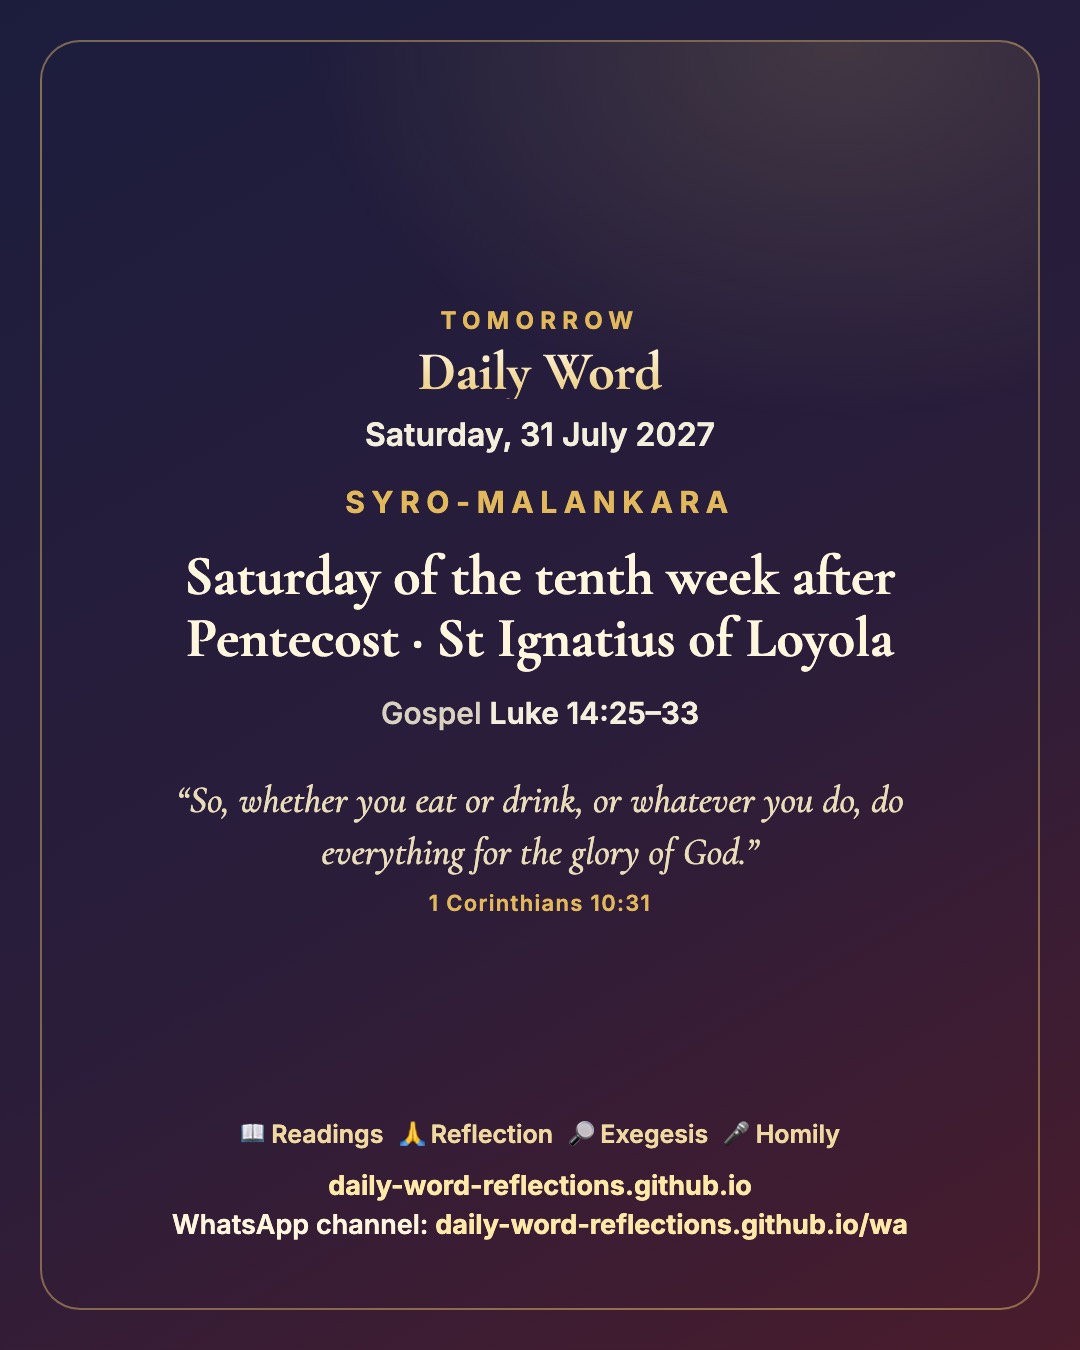 TOMORROW
Daily Word
Saturday, 31 July 2027
SYRO-MALANKARA
Saturday of the tenth week after
Pentecost · St Ignatius of Loyola
Gospel Luke 14:25–33
“So, whether you eat or drink, or whatever you do, do
everything for the glory of God.”
1 Corinthians 10:31
📖 Readings 🙏 Reflection 🔎 Exegesis 🎤 Homily
daily-word-reflections.github.io
WhatsApp channel: daily-word-reflections.github.io/wa